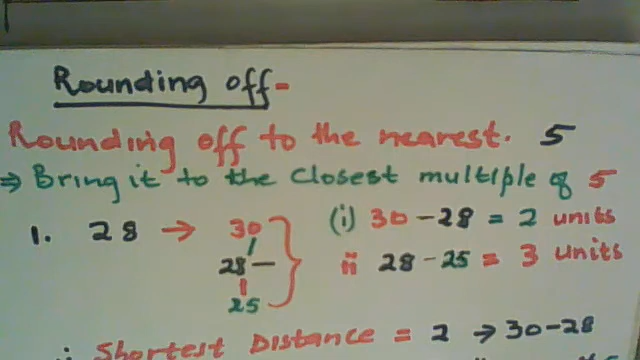 Rounding off-
Rounding off to the nearest. 5
⇒ Bring it to the closest multiple of 5
1. 28 → 30 (i) 30 - 28 = 2 units
28 —
25 ii 28 - 25 = 3 units
∴ Shortest Distance = 2 → 30-28